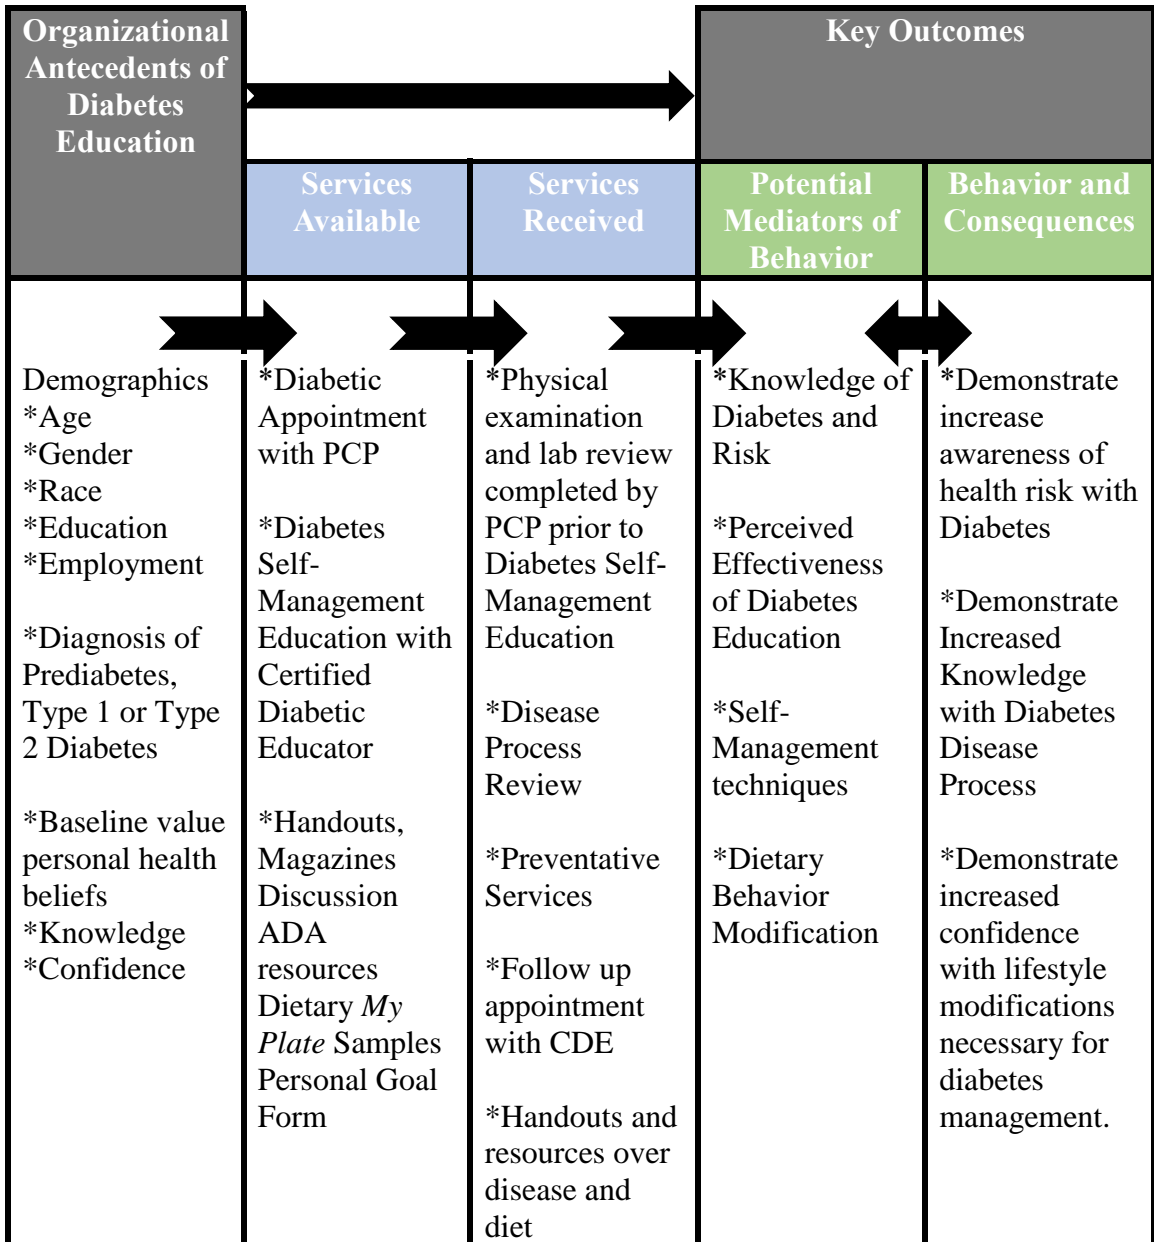 Organizational
Antecedents of
Diabetes
Education
Key Outcomes
Services
Available
Services
Received
Potential
Mediators of
Behavior
Behavior and
Consequences
Demographics
*Age
*Gender
*Race
*Education
*Employment
*Diagnosis of
Prediabetes,
Type 1 or Type
2 Diabetes
*Baseline value
personal health
beliefs
*Knowledge
*Confidence
*Diabetic
Appointment
with PCP
*Diabetes
Self-
Management
Education with
Certified
Diabetic
Educator
*Handouts,
Magazines
Discussion
ADA
resources
Dietary My
Plate Samples
Personal Goal
Form
*Physical
examination
and lab review
completed by
PCP prior to
Diabetes Self-
Management
Education
*Disease
Process
Review
*Preventative
Services
*Follow up
appointment
with CDE
*Handouts and
resources over
disease and
diet
*Knowledge of
Diabetes and
Risk
*Perceived
Effectiveness
of Diabetes
Education
*Self-
Management
techniques
*Dietary
Behavior
Modification
*Demonstrate
increase
awareness of
health risk with
Diabetes
*Demonstrate
Increased
Knowledge
with Diabetes
Disease
Process
*Demonstrate
increased
confidence
with lifestyle
modifications
necessary for
diabetes
management.